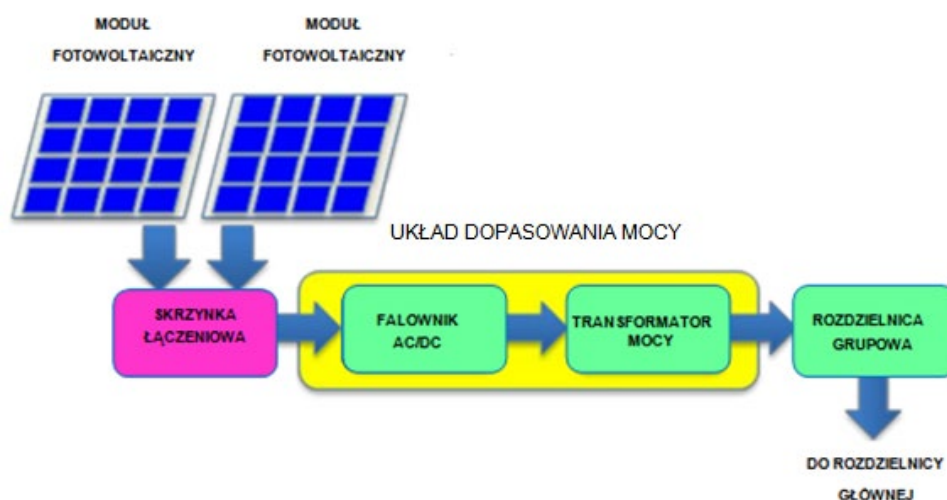 MODUŁ
FOTOWOLTAICZNY
MODUŁ
FOTOWOLTAICZNY
UKŁAD DOPASOWANIA MOCY
SKRZYNKA
ŁĄCZENIOWA
FALOWNIK
AC/DC
TRANSFORMATOR
MOCY
ROZDZIELNICA
GRUPOWA
DO ROZDZIELNICY
GŁÓWNEJ